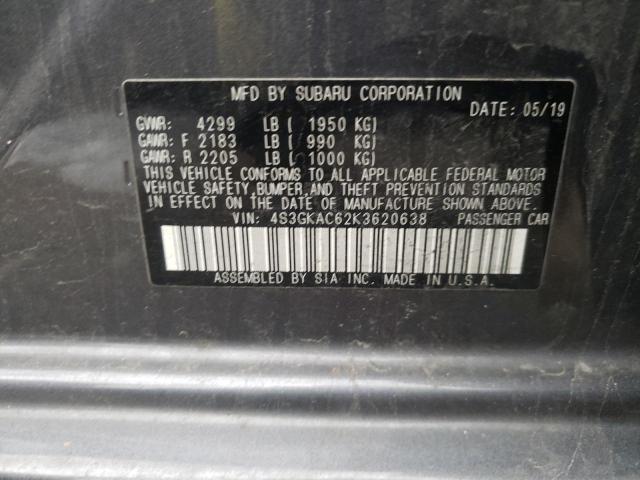 MFD BY SUBARU CORPORATION
DATE: 05/19
GVWR: 4299 LB ( 1950 KG)
GAWR: F 2183 LB ( 990 KG)
GAWR: R 2205 LB ( 1000 KG)
THIS VEHICLE CONFORMS TO ALL APPLICABLE FEDERAL MOTOR
VEHICLE SAFETY, BUMPER, AND THEFT PREVENTION STANDARDS
IN EFFECT ON THE DATE OF MANUFACTURE SHOWN ABOVE.
VIN: 4S3GKAC62K3620638 PASSENGER CAR
ASSEMBLED BY SIA INC. MADE IN U.S.A.